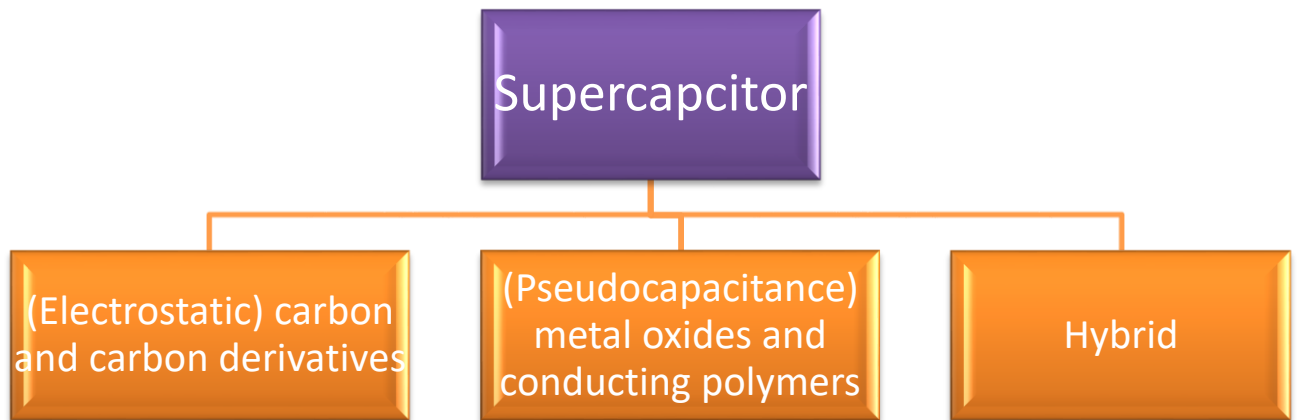 Supercapcitor
(Electrostatic) carbon
and carbon derivatives
(Pseudocapacitance)
metal oxides and
conducting polymers
Hybrid